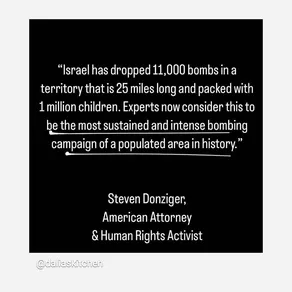 “Israel has dropped 11,000 bombs in a
territory that is 25 miles long and packed with
1 million children. Experts now consider this to
be the most sustained and intense bombing
campaign of a populated area in history.”
Steven Donziger,
American Attorney
& Human Rights Activist
@dallaskitchen